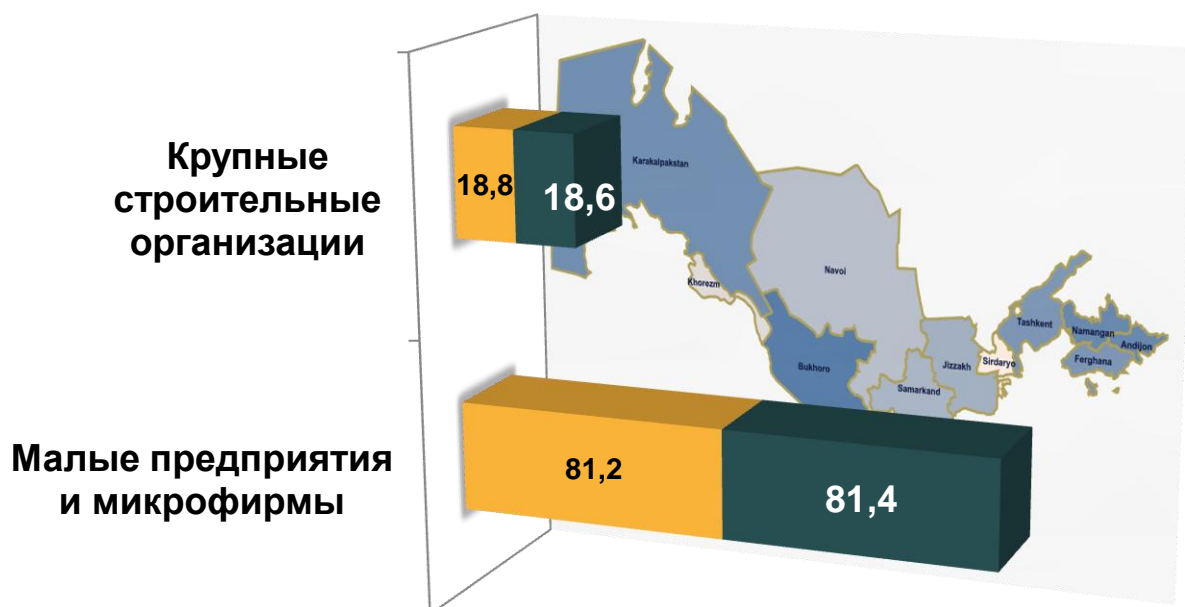 Крупные
строительные
организации
18,8
18,6
Karakalpakstan
Khorezm
Navoi
Bukhoro
Samarkand
Jizzakh
Sirdaryo
Tashkent
Namangan
Andijon
Ferghana
Малые предприятия
и микрофирмы
81,2
81,4